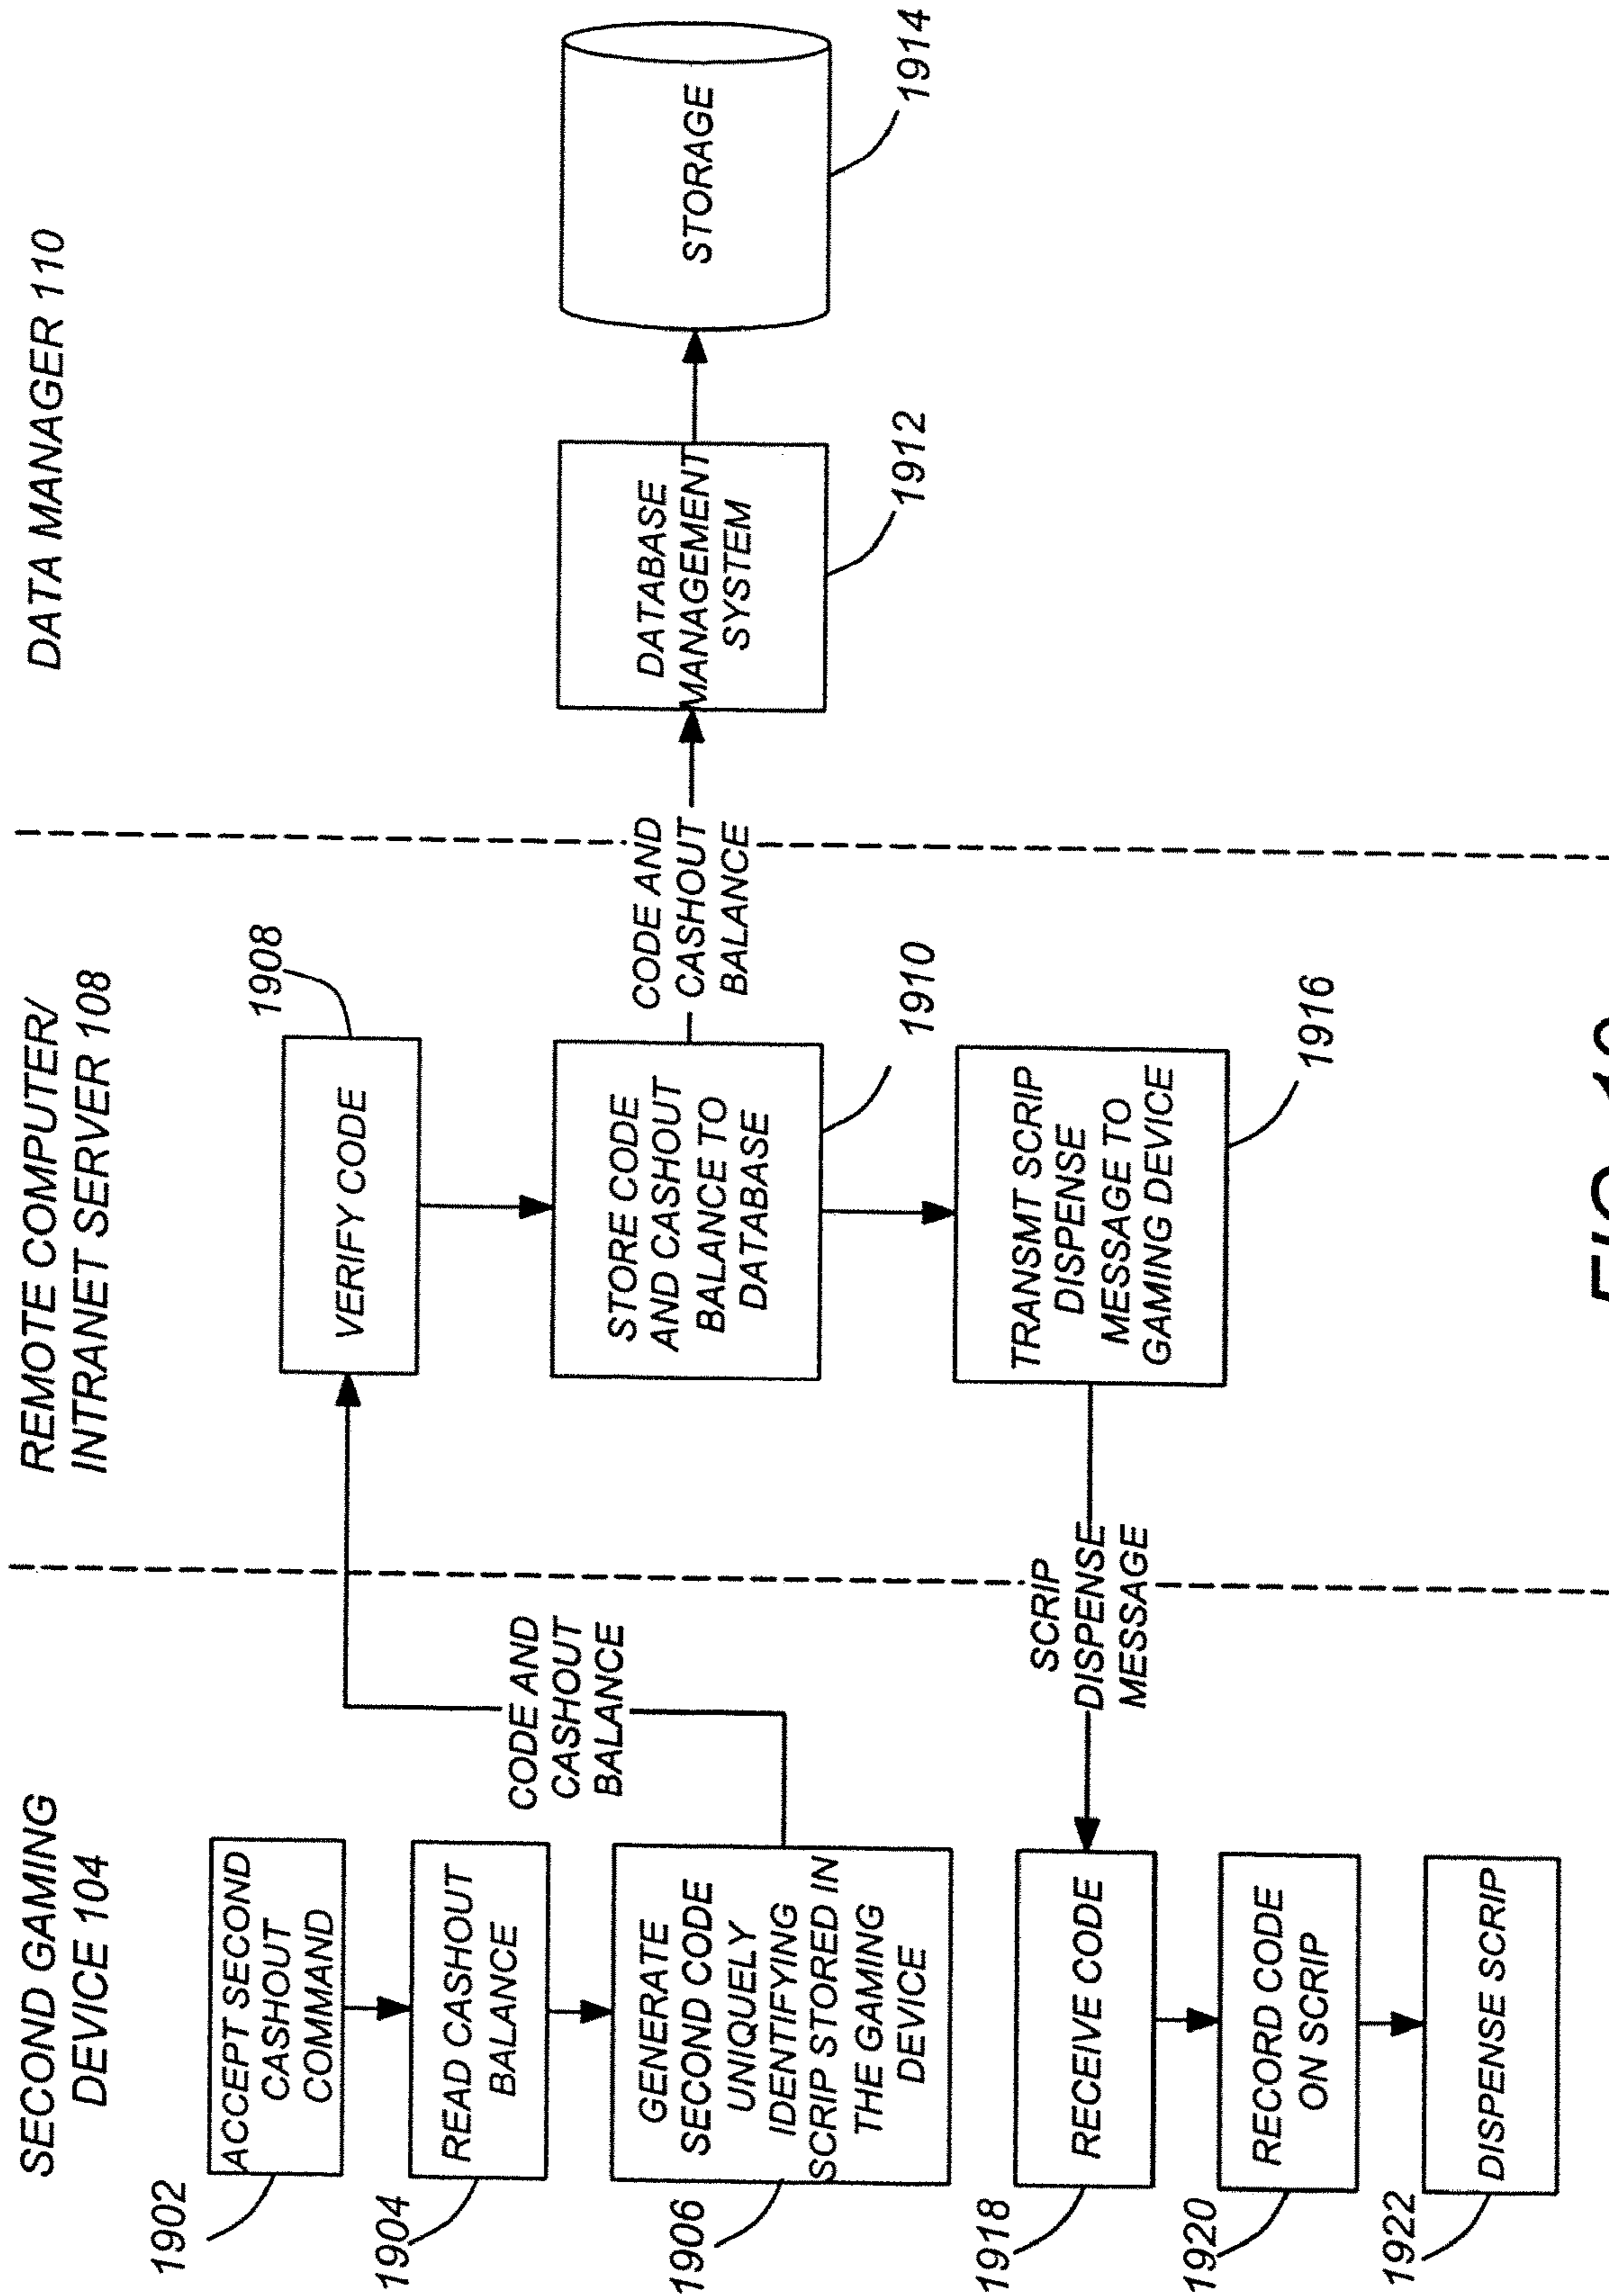 SECOND GAMING
DEVICE 104
REMOTE COMPUTER/
INTRANET SERVER 108
DATA MANAGER 110
1902
ACCEPT SECOND
CASHOUT
COMMAND
1904
READ CASHOUT
BALANCE
1906
GENERATE
SECOND CODE
UNIQUELY
IDENTIFYING
SCRIP STORED IN
THE GAMING
DEVICE
CODE AND
CASHOUT
BALANCE
1908
VERIFY CODE
STORE CODE
AND CASHOUT
BALANCE TO
DATABASE
1910
CODE AND
CASHOUT
BALANCE
DATABASE
MANAGEMENT
SYSTEM
1912
STORAGE
1914
TRANSMT SCRIP
DISPENSE
MESSAGE TO
GAMING DEVICE
1916
SCRIP
DISPENSE
MESSAGE
1918
RECEIVE CODE
1920
RECORD CODE
ON SCRIP
1922
DISPENSE SCRIP